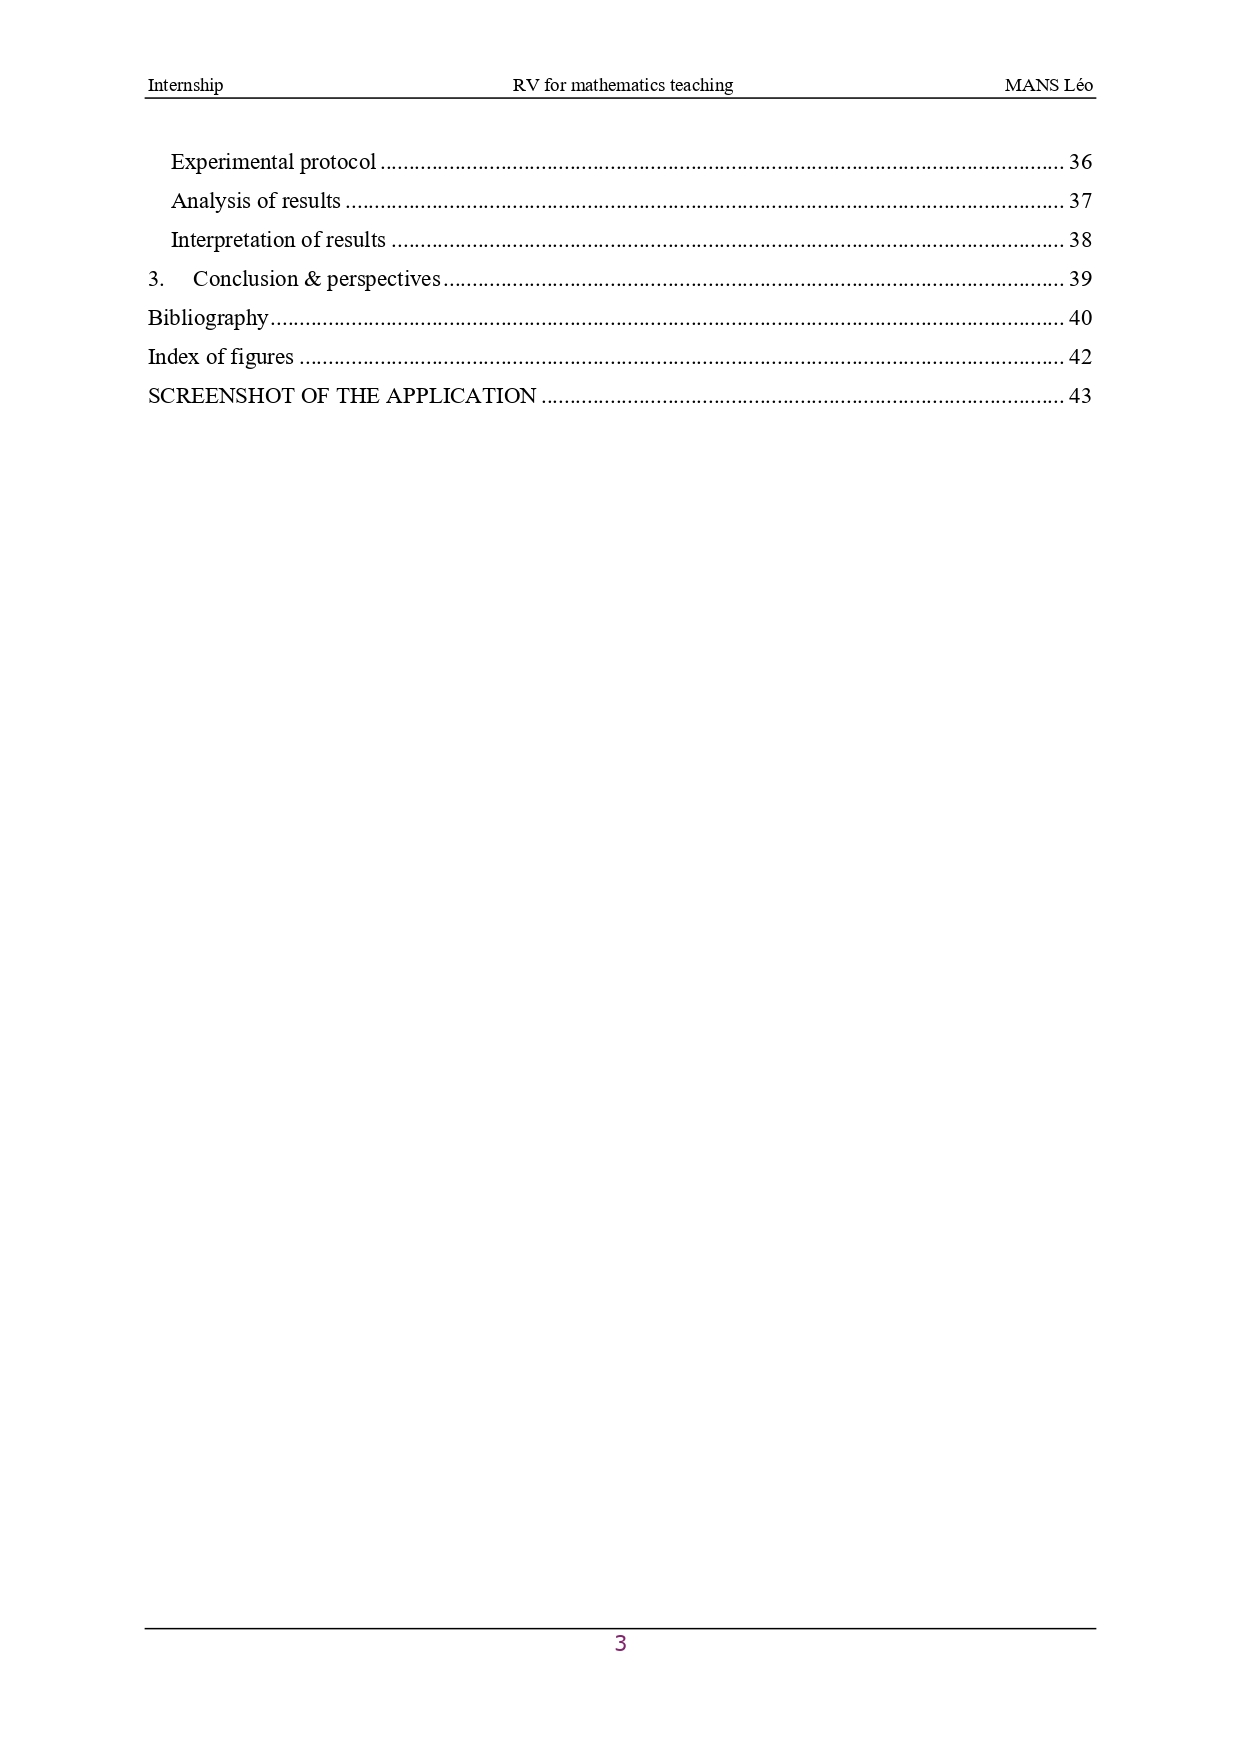 Internship RV for mathematics teaching MANS Léo
Experimental protocol ........................................................................................................................ 36
Analysis of results .............................................................................................................................. 37
Interpretation of results ...................................................................................................................... 38
3. Conclusion & perspectives ............................................................................................................. 39
Bibliography ........................................................................................................................................... 40
Index of figures ...................................................................................................................................... 42
SCREENSHOT OF THE APPLICATION ........................................................................................... 43
3